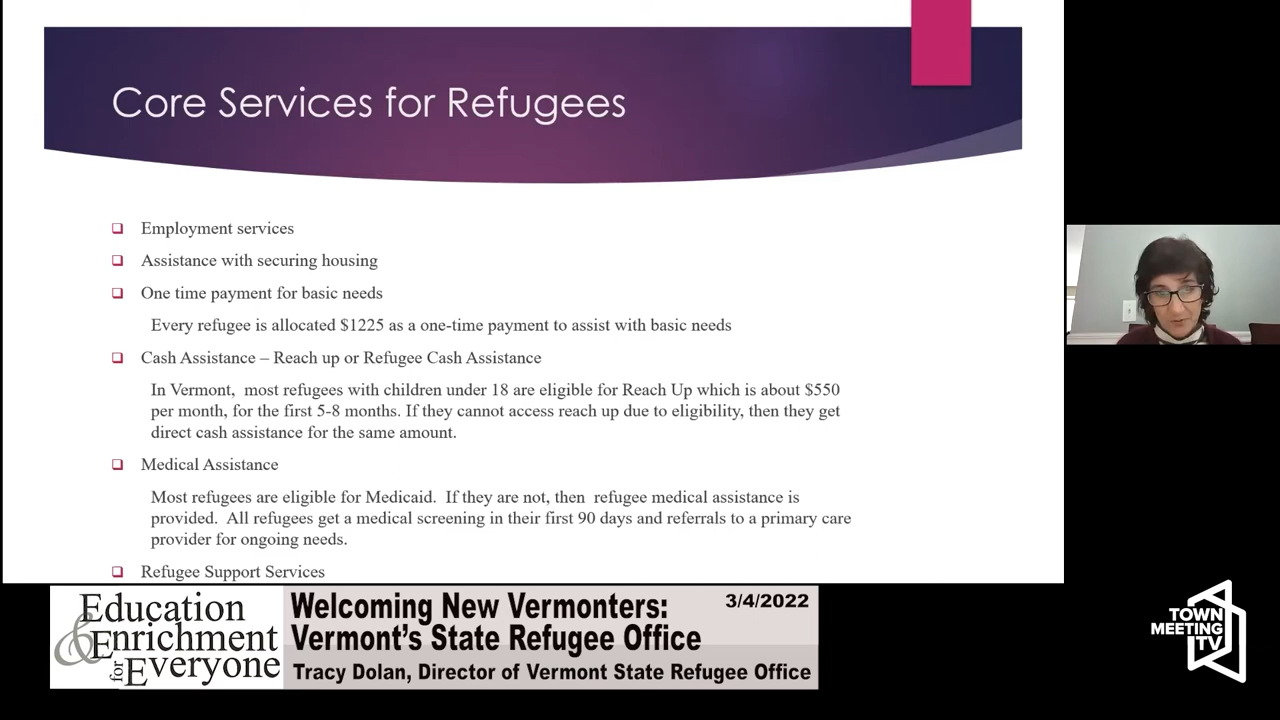 Core Services for Refugees
❑ Employment services
❑ Assistance with securing housing
❑ One time payment for basic needs
Every refugee is allocated $1225 as a one-time payment to assist with basic needs
❑ Cash Assistance – Reach up or Refugee Cash Assistance
In Vermont, most refugees with children under 18 are eligible for Reach Up which is about $550
per month, for the first 5-8 months. If they cannot access reach up due to eligibility, then they get
direct cash assistance for the same amount.
❑ Medical Assistance
Most refugees are eligible for Medicaid. If they are not, then refugee medical assistance is
provided. All refugees get a medical screening in their first 90 days and referrals to a primary care
provider for ongoing needs.
❑ Refugee Support Services
Education
& Enrichment
for Everyone
Welcoming New Vermonters:
3/4/2022
Vermont's State Refugee Office
Tracy Dolan, Director of Vermont State Refugee Office
TOWN
MEETING
TV